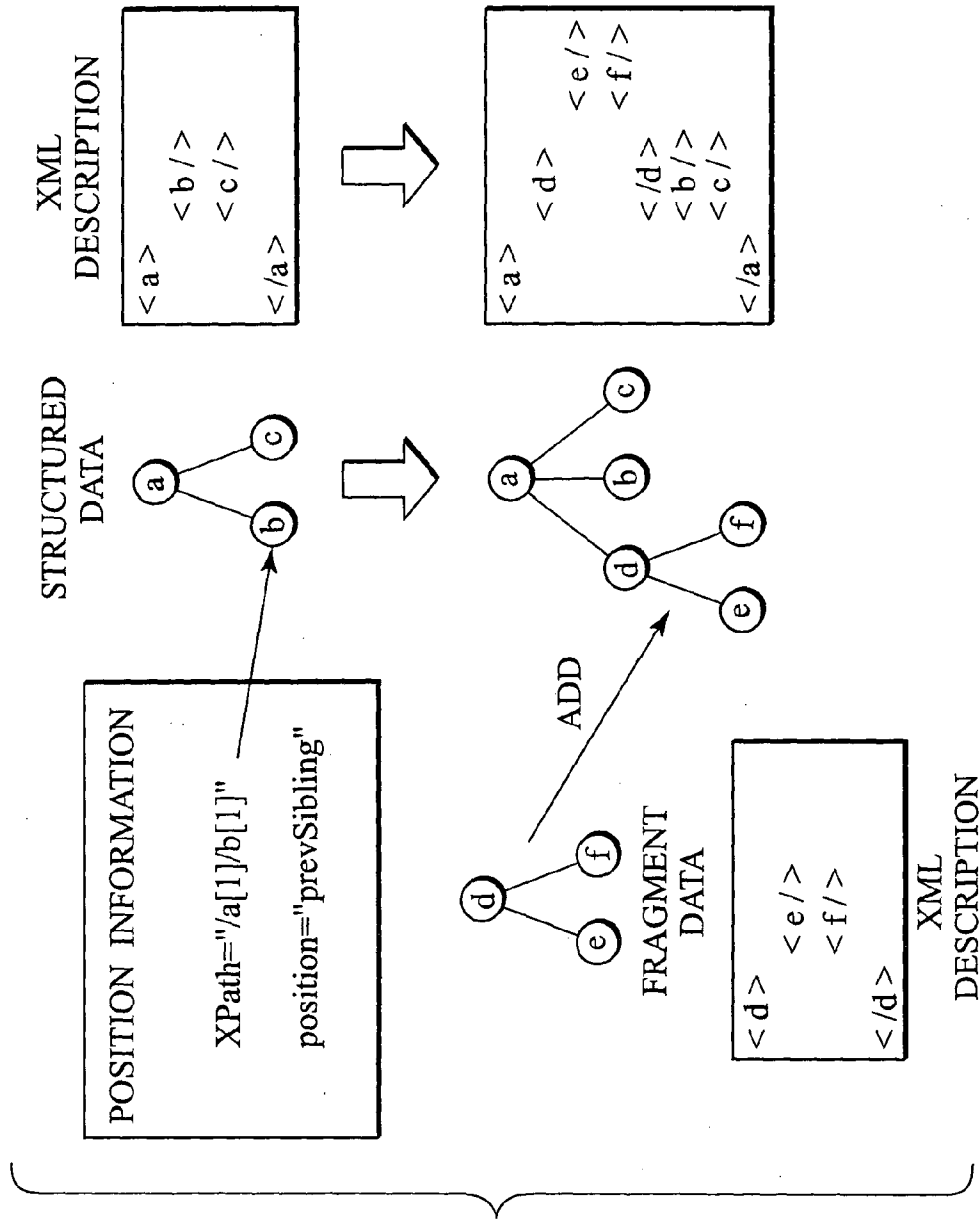 POSITION INFORMATION
XPath="/a[1]/b[1]"
position="prevSibling"
STRUCTURED
DATA
a
b
c
XML
DESCRIPTION
<a>
<b/>
<c/>
</a>
d
e
f
FRAGMENT
DATA
ADD
a
d
b
c
e
f
<a>
<d>
<e/>
<f/>
</d>
<b/>
<c/>
</a>
<d>
<e/>
<f/>
</d>
XML
DESCRIPTION